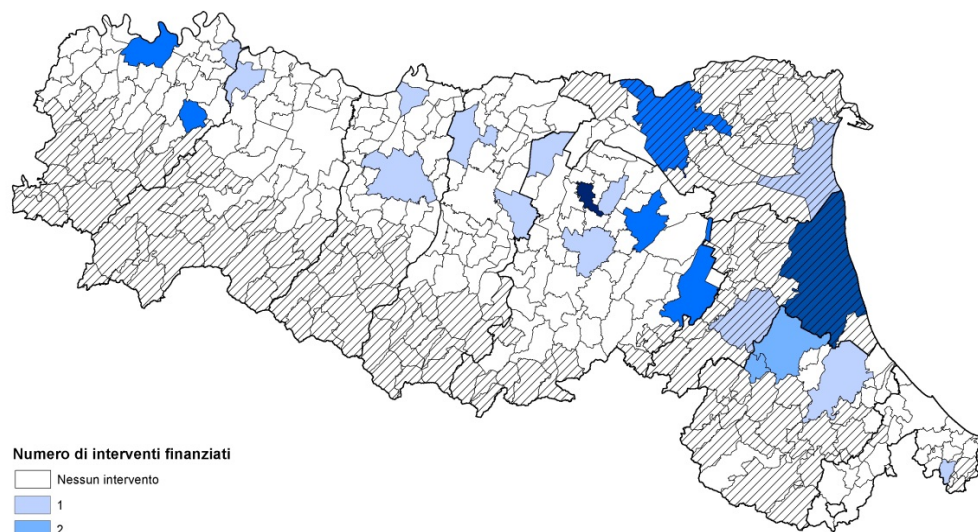 Numero di interventi finanziati
Nessun intervento
1
2